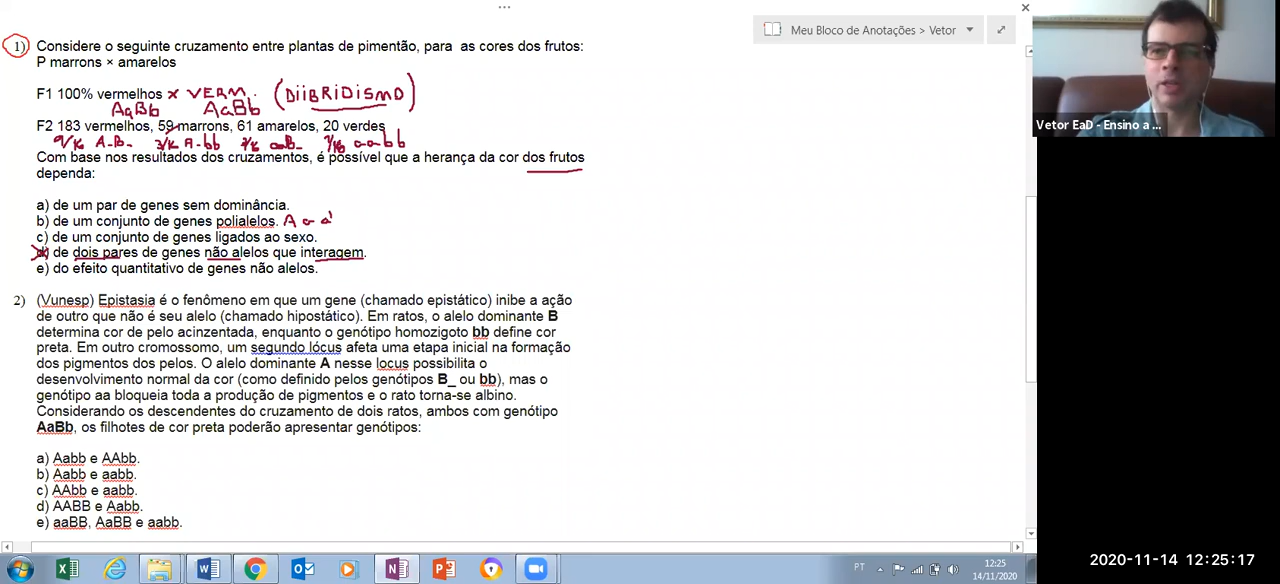 Meu Bloco de Anotações > Vetor
1) Considere o seguinte cruzamento entre plantas de pimentão, para as cores dos frutos:
P marrons × amarelos
F1 100% vermelhos x VERM. (DIIBRIDISMO)
AaBb AaBb
F2 183 vermelhos, 59 marrons, 61 amarelos, 20 verdes
9/16 A-B- 3/16 A-bb 3/16 aaB- 1/16 aabb
Com base nos resultados dos cruzamentos, é possível que a herança da cor dos frutos
dependa:
a) de um par de genes sem dominância.
b) de um conjunto de genes polialelos. A a a'
c) de um conjunto de genes ligados ao sexo.
d) de dois pares de genes não alelos que interagem.
e) do efeito quantitativo de genes não alelos.
2) (Vunesp) Epistasia é o fenômeno em que um gene (chamado epistático) inibe a ação
de outro que não é seu alelo (chamado hipostático). Em ratos, o alelo dominante B
determina cor de pelo acinzentada, enquanto o genótipo homozigoto bb define cor
preta. Em outro cromossomo, um segundo lócus afeta uma etapa inicial na formação
dos pigmentos dos pelos. O alelo dominante A nesse locus possibilita o
desenvolvimento normal da cor (como definido pelos genótipos B_ ou bb), mas o
genótipo aa bloqueia toda a produção de pigmentos e o rato torna-se albino.
Considerando os descendentes do cruzamento de dois ratos, ambos com genótipo
AaBb, os filhotes de cor preta poderão apresentar genótipos:
a) Aabb e AAbb.
b) Aabb e aabb.
c) AAbb e aabb.
d) AABB e Aabb.
e) aaBB, AaBB e aabb.
Vetor EaD - Ensino a ...
PT
12:25
14/11/2020
2020-11-14 12:25:17